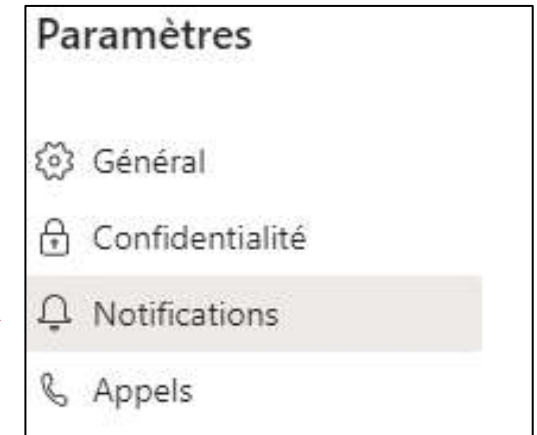 Paramètres
Général
Confidentialité
Notifications
Appels